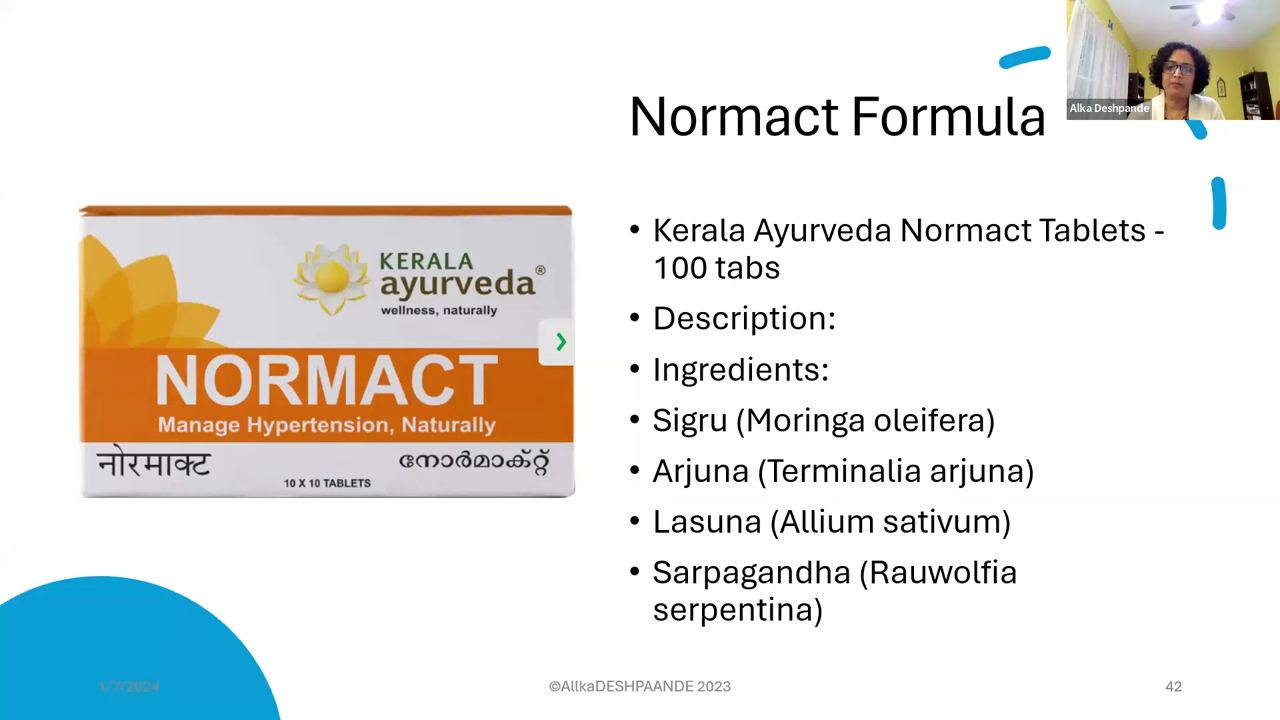 Alka Deshpande
Normact Formula
KERALA
ayurveda®
wellness, naturally
NORMACT
Manage Hypertension, Naturally
नोरमाक्ट
നോർമാക്റ്റ്
10 X 10 TABLETS
• Kerala Ayurveda Normact Tablets -
100 tabs
• Description:
• Ingredients:
• Sigru (Moringa oleifera)
• Arjuna (Terminalia arjuna)
• Lasuna (Allium sativum)
• Sarpagandha (Rauwolfia
serpentina)
1/7/2024
©AllkaDESHPAANDE 2023
42